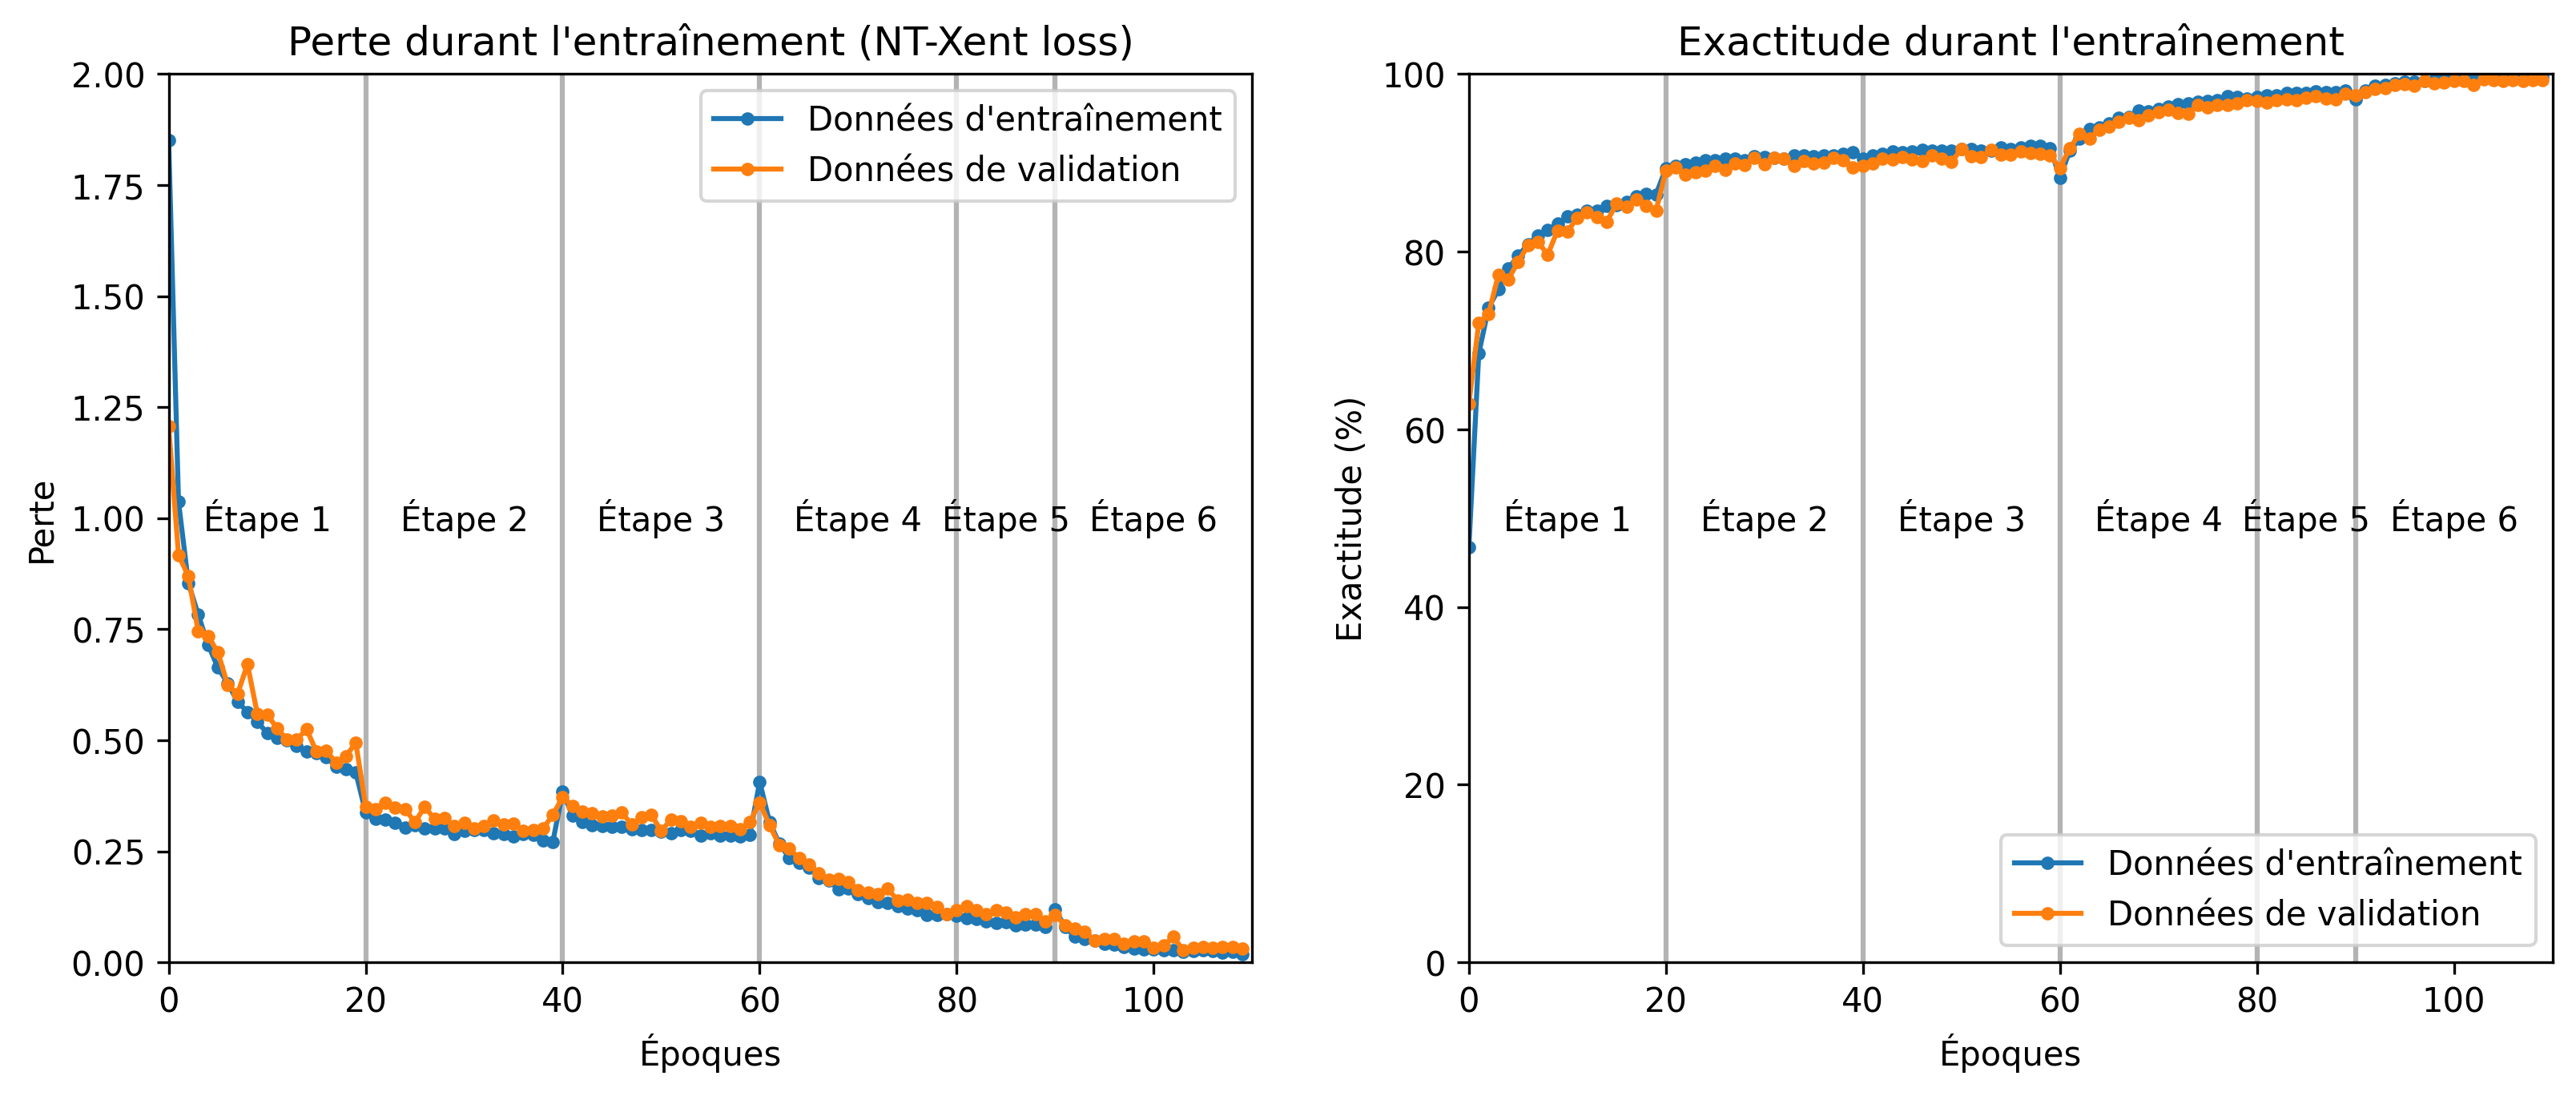 Perte durant l'entraînement (NT-Xent loss)
2.00
1.75
1.50
1.25
1.00
0.75
0.50
0.25
0.00
Perte
Données d'entraînement
Données de validation
Étape 1
Étape 2
Étape 3
Étape 4
Étape 5
Étape 6
0 20 40 60 80 100
Époques
Exactitude durant l'entraînement
100
80
60
40
20
0
Exactitude (%)
Étape 1
Étape 2
Étape 3
Étape 4
Étape 5
Étape 6
Données d'entraînement
Données de validation
0 20 40 60 80 100
Époques